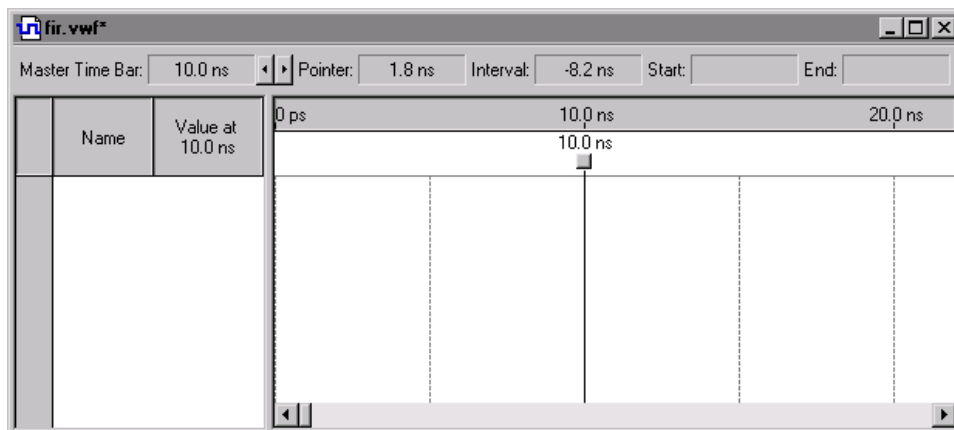 fir.vwf*
Master Time Bar: 10.0 ns Pointer: 1.8 ns Interval: -8.2 ns Start: End:
Name
Value at
10.0 ns
0 ps 10.0 ns 20.0 ns
10.0 ns